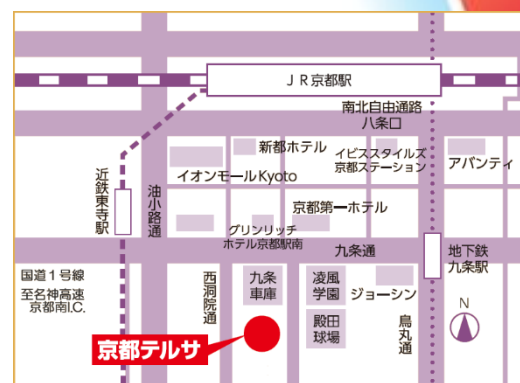 JR京都駅
南北自由通路
八条口
新都ホテル
イビススタイルズ
京都ステーション
アバンティ
イオンモールKyoto
近鉄東寺駅
油小路通
京都第一ホテル
グリンリッチ
ホテル京都駅南
九条通
地下鉄
九条駅
国道1号線
至名神高速
京都南I.C.
西洞院通
九条
車庫
凌風
学園
ジョーシン
殿田
球場
烏丸通
N
京都テルサ